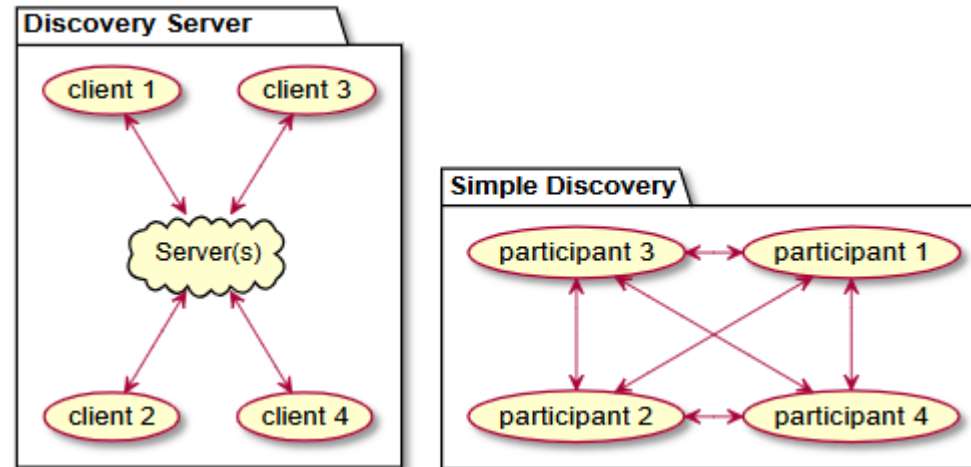 Discovery Server
client 1
client 3
Server(s)
client 2
client 4
Simple Discovery
participant 3
participant 1
participant 2
participant 4